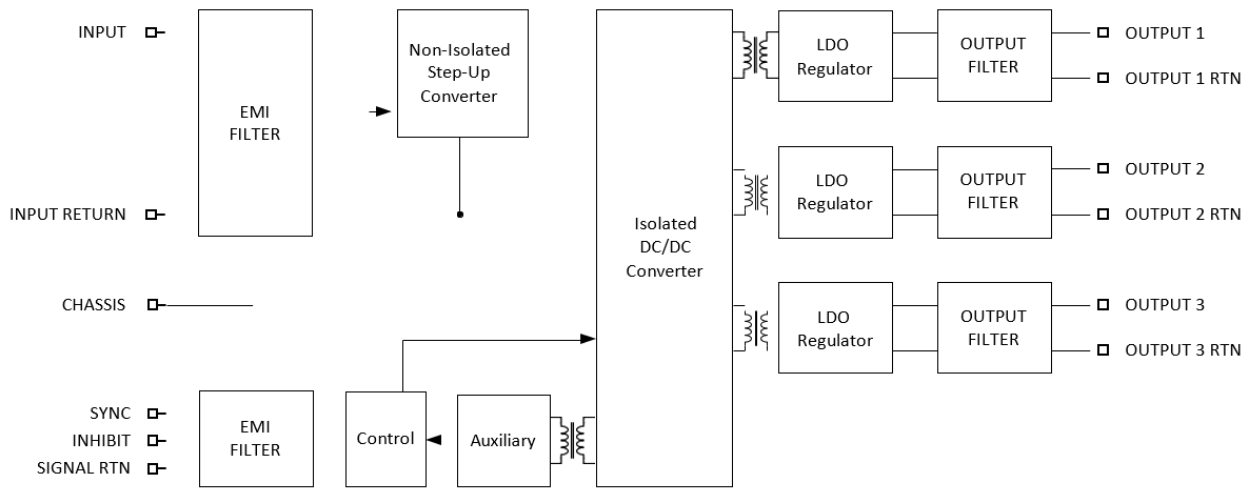 INPUT
INPUT RETURN
CHASSIS
SYNC
INHIBIT
SIGNAL RTN
EMI
FILTER
EMI
FILTER
Non-Isolated
Step-Up
Converter
Control
Auxiliary
Isolated
DC/DC
Converter
LDO
Regulator
OUTPUT
FILTER
OUTPUT 1
OUTPUT 1 RTN
LDO
Regulator
OUTPUT
FILTER
OUTPUT 2
OUTPUT 2 RTN
LDO
Regulator
OUTPUT
FILTER
OUTPUT 3
OUTPUT 3 RTN